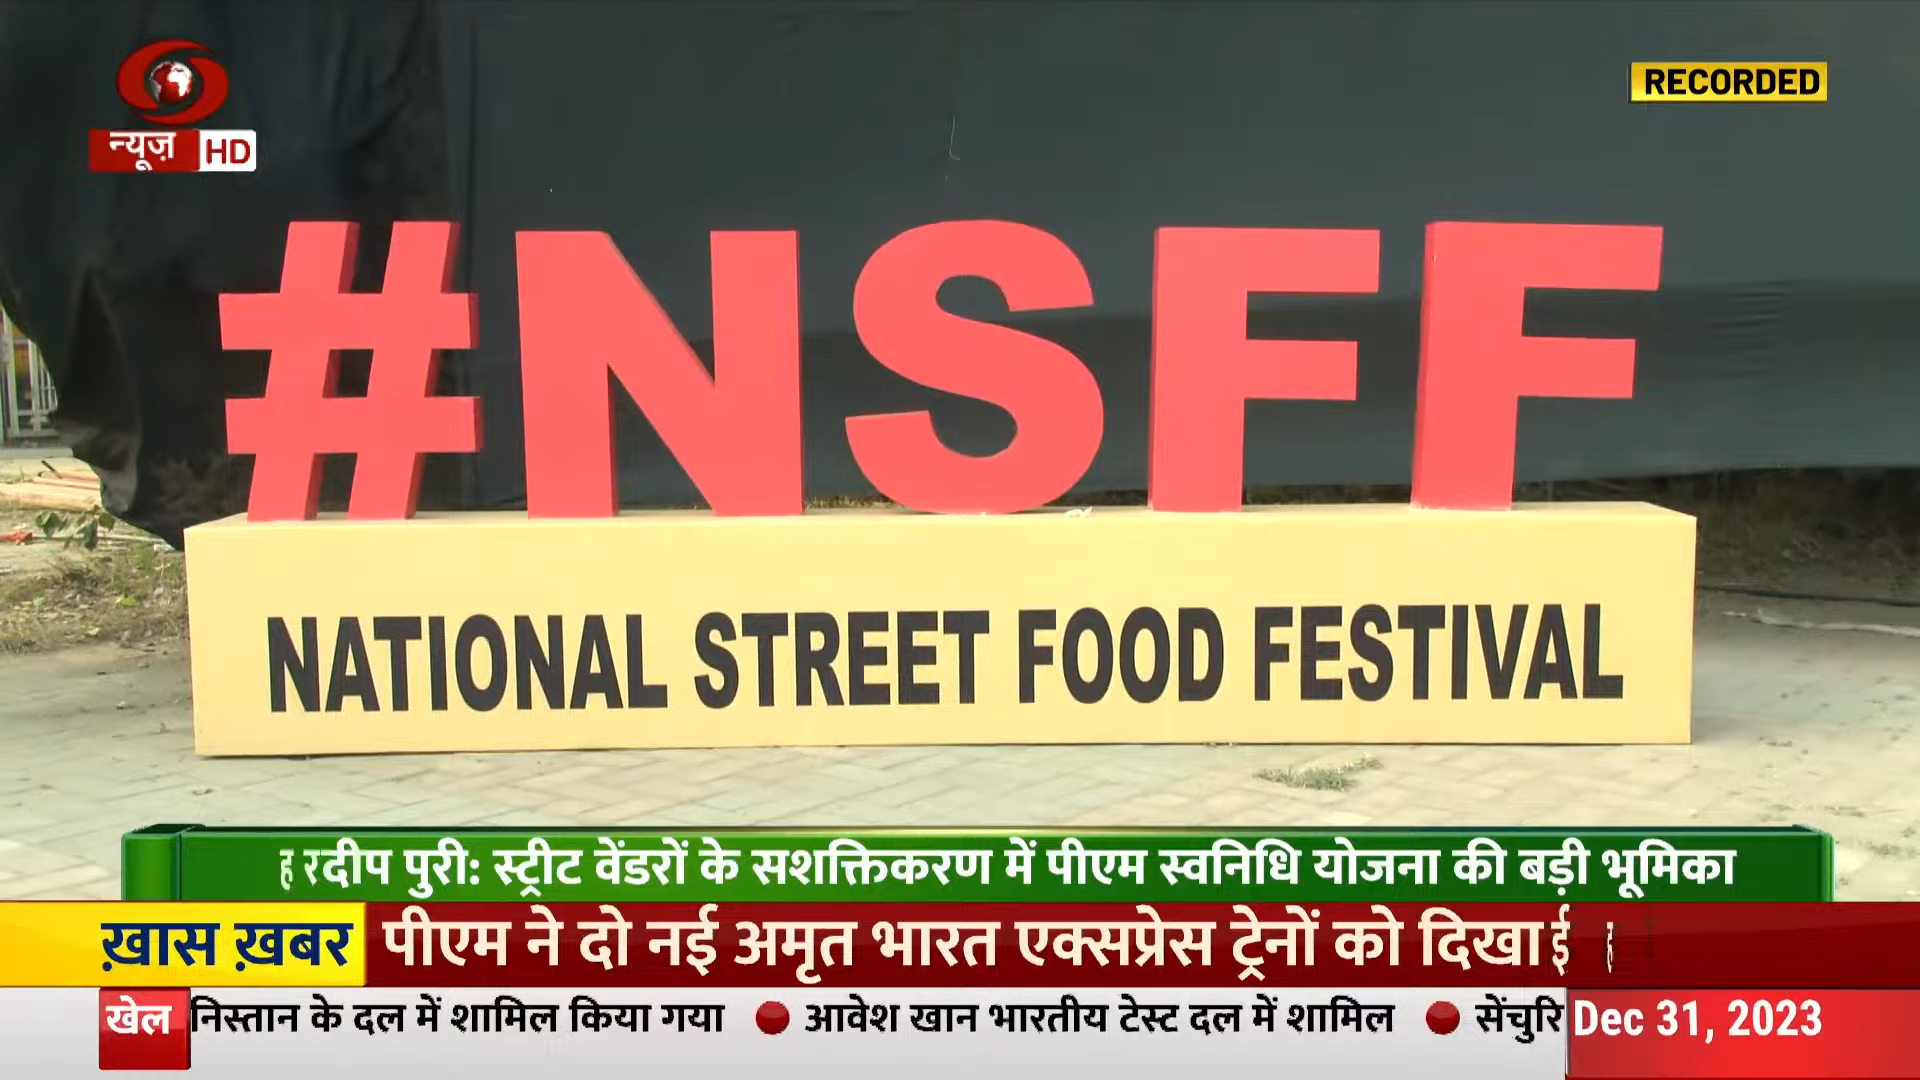 न्यूज़ HD
RECORDED
#NSFF
NATIONAL STREET FOOD FESTIVAL
हरदीप पुरी: स्ट्रीट वेंडरों के सशक्तिकरण में पीएम स्वनिधि योजना की बड़ी भूमिका
ख़ास ख़बर पीएम ने दो नई अमृत भारत एक्सप्रेस ट्रेनों को दिखाई
खेल निस्तान के दल में शामिल किया गया ● आवेश खान भारतीय टेस्ट दल में शामिल ● सेंचुरि Dec 31, 2023